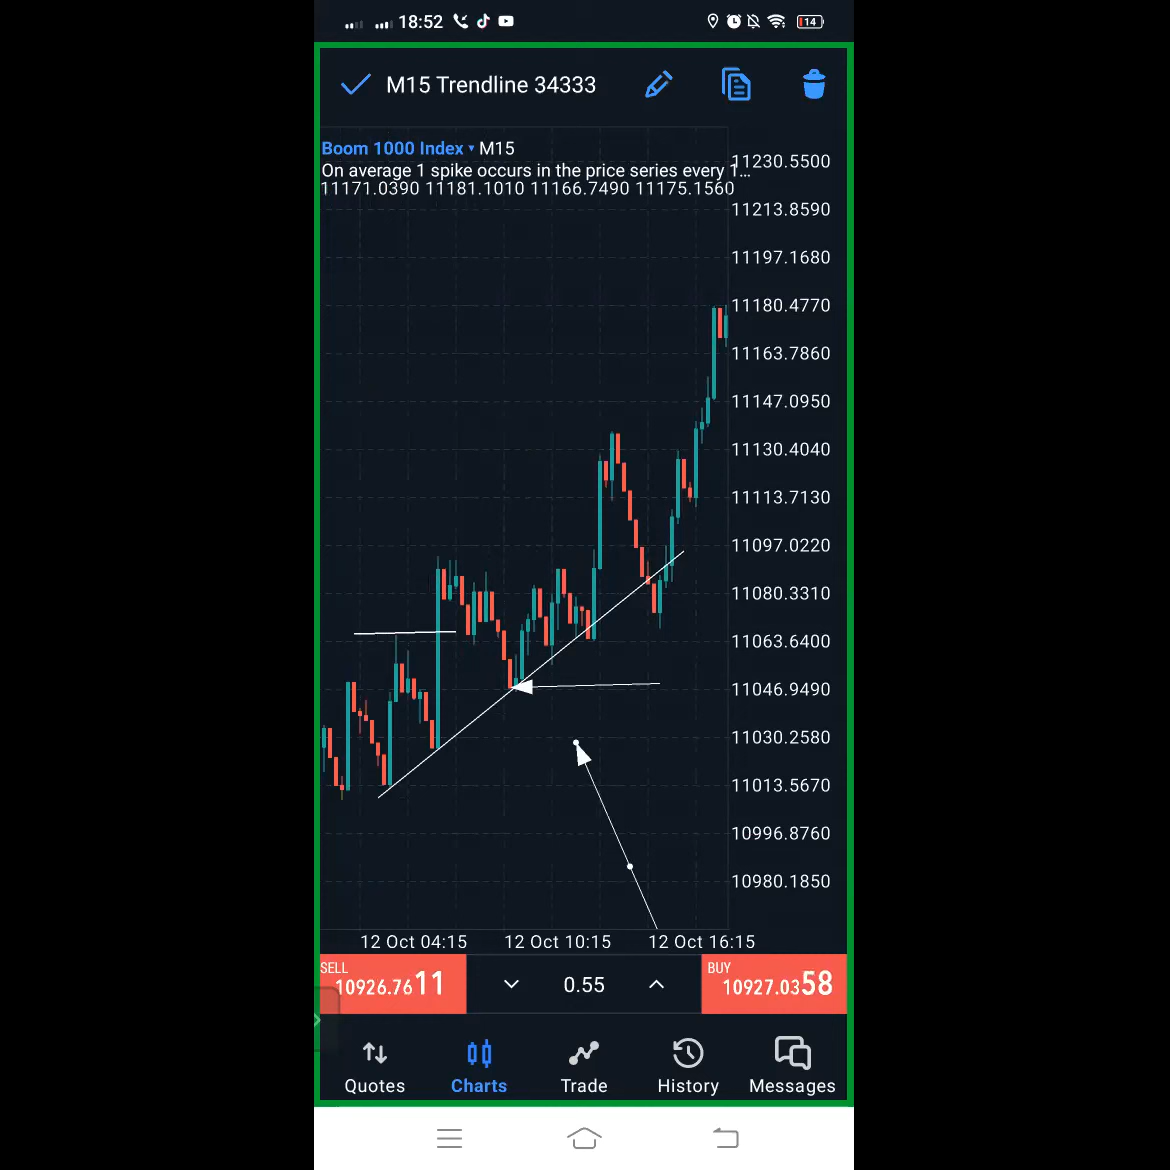 18:52 14
M15 Trendline 34333
Boom 1000 Index ▾ M15
On average 1 spike occurs in the price series every 1...
11171.0390 11181.1010 11166.7490 11175.1560
11230.5500
11213.8590
11197.1680
11180.4770
11163.7860
11147.0950
11130.4040
11113.7130
11097.0220
11080.3310
11063.6400
11046.9490
11030.2580
11013.5670
10996.8760
10980.1850
12 Oct 04:15 12 Oct 10:15 12 Oct 16:15
SELL
10926.7611
0.55
BUY
10927.0358
Quotes Charts Trade History Messages